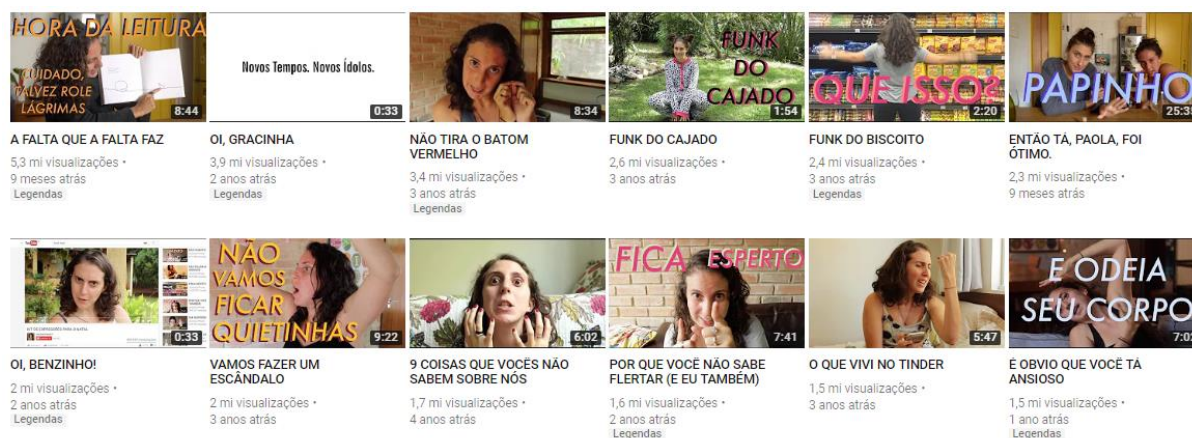 HORA DA LEITURA
CUIDADO,
TALVEZ ROLE
LÁGRIMAS
8:44
A FALTA QUE A FALTA FAZ
5,3 mi visualizações •
9 meses atrás
Legendas
Novos Tempos. Novos Ídolos.
0:33
OI, GRACINHA
3,9 mi visualizações •
2 anos atrás
Legendas
8:34
NÃO TIRA O BATOM
VERMELHO
3,4 mi visualizações •
3 anos atrás
Legendas
FUNK
DO
CAJADO
1:54
FUNK DO CAJADO
2,6 mi visualizações •
3 anos atrás
QUE ISSO?
2:20
FUNK DO BISCOITO
2,4 mi visualizações •
3 anos atrás
Legendas
PAPINHO
ENTÃO TÁ, PAOLA, FOI
ÓTIMO.
2,3 mi visualizações •
9 meses atrás
0:33
OI, BENZINHO!
2 mi visualizações •
2 anos atrás
Legendas
NÃO
VAMOS
FICAR
QUIETINHAS
9:22
VAMOS FAZER UM
ESCÂNDALO
2 mi visualizações •
3 anos atrás
6:02
9 COISAS QUE VOCÊS NÃO
SABEM SOBRE NÓS
1,7 mi visualizações •
4 anos atrás
FICA ESPERTO
7:41
POR QUE VOCÊ NÃO SABE
FLERTAR (E EU TAMBÉM)
1,6 mi visualizações •
2 anos atrás
Legendas
5:47
O QUE VIVI NO TINDER
1,5 mi visualizações •
3 anos atrás
E ODEIA
SEU CORPO
É OBVIO QUE VOCÊ TÁ
ANSIOSO
1,5 mi visualizações •
1 ano atrás
Legendas